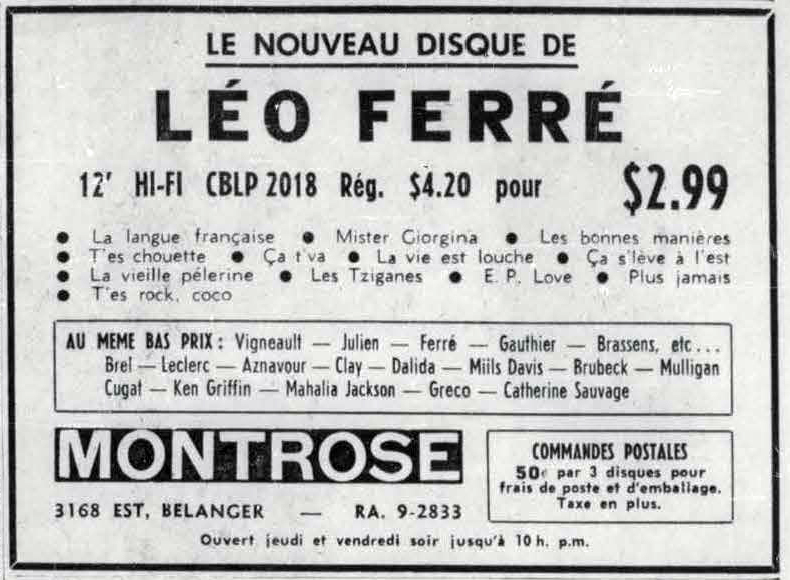 LE NOUVEAU DISQUE DE
LÉO FERRÉ
12' HI-FI CBLP 2018 Rég. $4.20 pour $2.99
● La langue française ● Mister Giorgina ● Les bonnes manières
● T'es chouette ● Ça t'va ● La vie est louche ● Ça s'lève à l'est
● La vieille pélerine ● Les Tziganes ● E. P. Love ● Plus jamais
● T'es rock, coco
AU MEME BAS PRIX : Vigneault — Julien — Ferré — Gauthier — Brassens, etc...
Brel — Leclerc — Aznavour — Clay — Dalida — Miils Davis — Brubeck — Mulligan
Cugat — Ken Griffin — Mahalia Jackson — Greco — Catherine Sauvage
MONTROSE
3168 EST, BELANGER — RA. 9-2833
COMMANDES POSTALES
50¢ par 3 disques pour
frais de poste et d'emballage.
Taxe en plus.
Ouvert jeudi et vendredi soir jusqu'à 10 h. p.m.